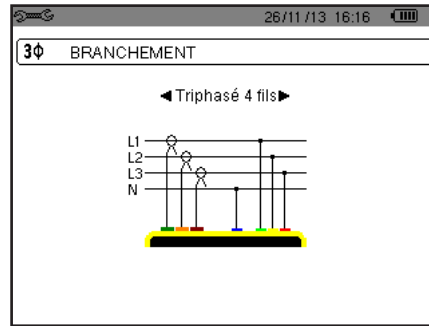 26/11/13 16:16
3Φ BRANCHEMENT
◄Triphasé 4 fils►
L1
L2
L3
N